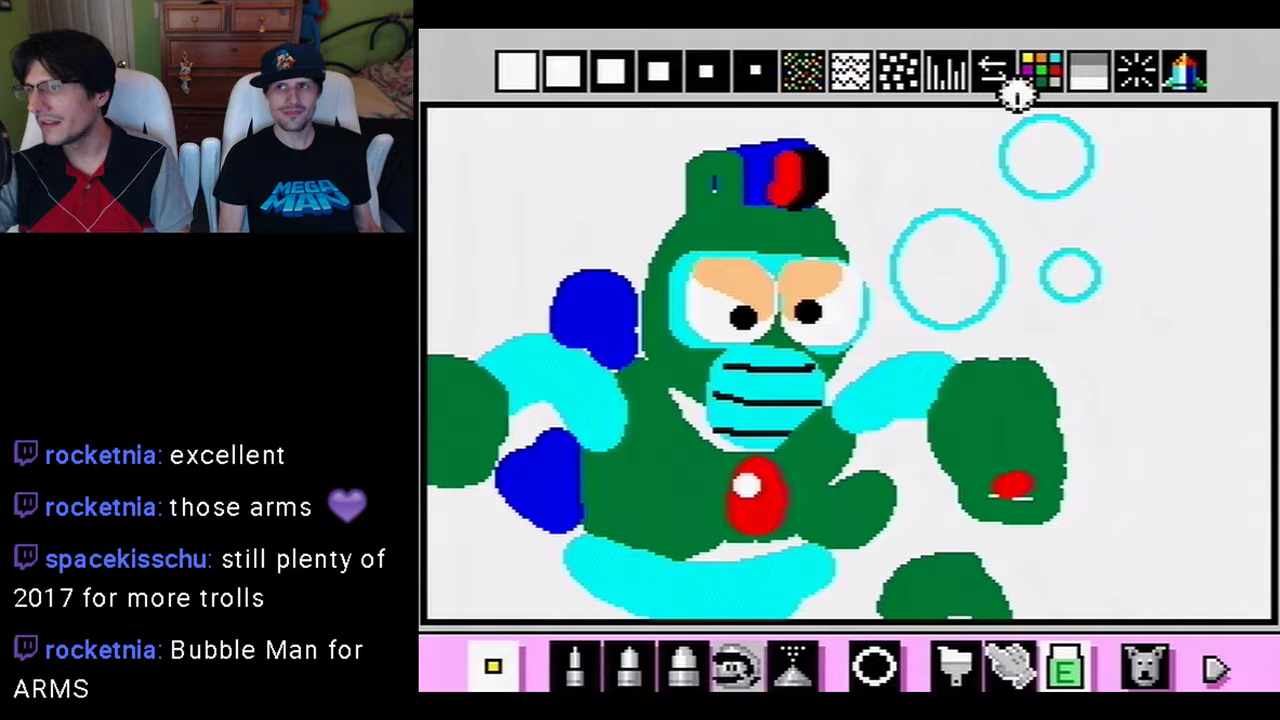 MEGA
MAN
rocketnia: excellent
rocketnia: those arms
spacekisschu: still plenty of
2017 for more trolls
rocketnia: Bubble Man for
ARMS
E